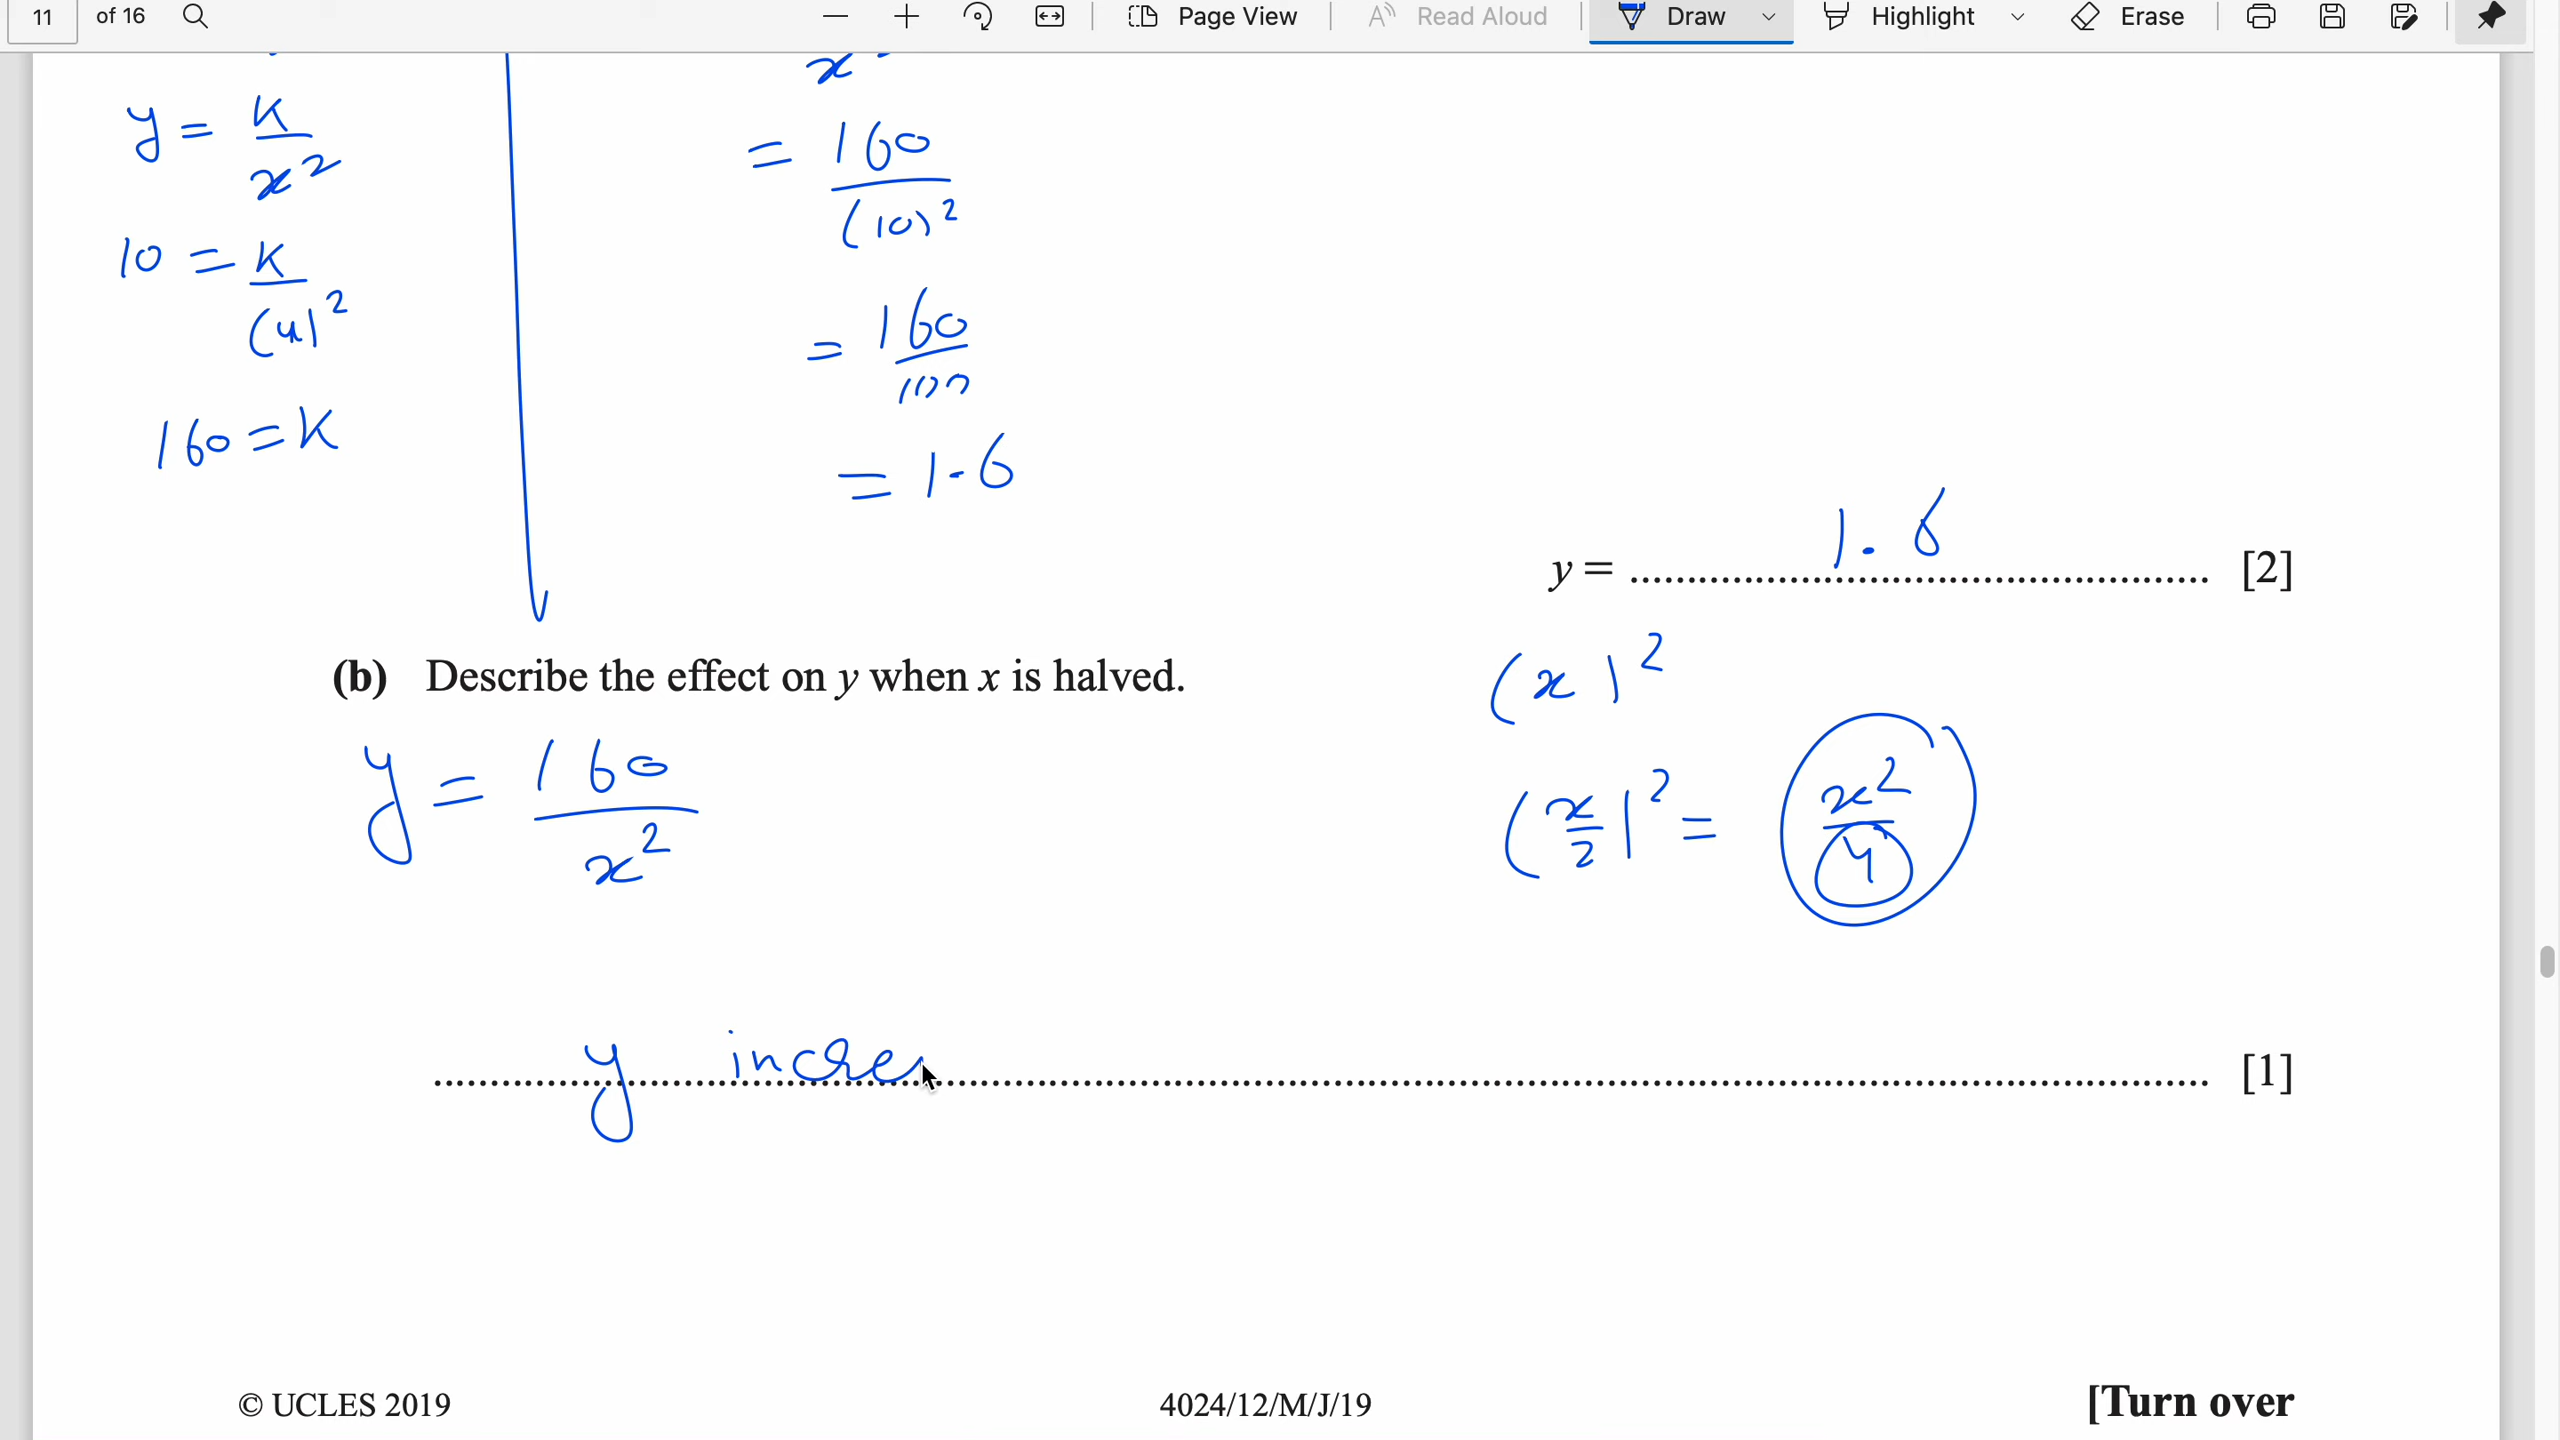 11 of 16 Page View Read Aloud Draw Highlight Erase
y = k/x²
10 = k/(4)²
160 = k
x²
= 160/(10)²
= 160/100
= 1.6
y = 1.6 [2]
(b) Describe the effect on y when x is halved.
y = 160/x²
(x)²
(x/2)² = x²/4
y increa [1]
© UCLES 2019 4024/12/M/J/19 [Turn over